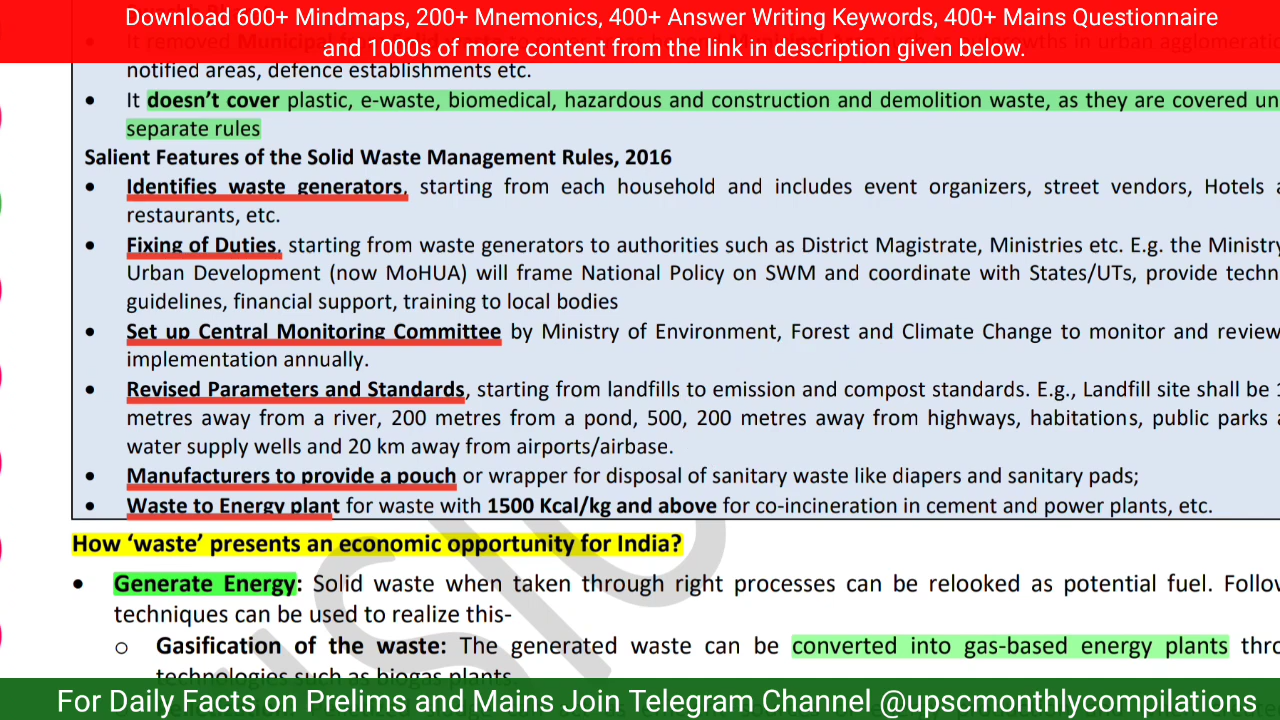 Download 600+ Mindmaps, 200+ Mnemonics, 400+ Answer Writing Keywords, 400+ Mains Questionnaire
and 1000s of more content from the link in description given below.
notified areas, defence establishments etc.
• It doesn't cover plastic, e-waste, biomedical, hazardous and construction and demolition waste, as they are covered un
separate rules
Salient Features of the Solid Waste Management Rules, 2016
• Identifies waste generators, starting from each household and includes event organizers, street vendors, Hotels a
restaurants, etc.
• Fixing of Duties, starting from waste generators to authorities such as District Magistrate, Ministries etc. E.g. the Ministry
Urban Development (now MoHUA) will frame National Policy on SWM and coordinate with States/UTs, provide techn
guidelines, financial support, training to local bodies
• Set up Central Monitoring Committee by Ministry of Environment, Forest and Climate Change to monitor and review
implementation annually.
• Revised Parameters and Standards, starting from landfills to emission and compost standards. E.g., Landfill site shall be 1
metres away from a river, 200 metres from a pond, 500, 200 metres away from highways, habitations, public parks a
water supply wells and 20 km away from airports/airbase.
• Manufacturers to provide a pouch or wrapper for disposal of sanitary waste like diapers and sanitary pads;
• Waste to Energy plant for waste with 1500 Kcal/kg and above for co-incineration in cement and power plants, etc.
How 'waste' presents an economic opportunity for India?
• Generate Energy: Solid waste when taken through right processes can be relooked as potential fuel. Follow
techniques can be used to realize this-
o Gasification of the waste: The generated waste can be converted into gas-based energy plants thro
technologies such as biogas plants.
For Daily Facts on Prelims and Mains Join Telegram Channel @upscmonthlycompilations